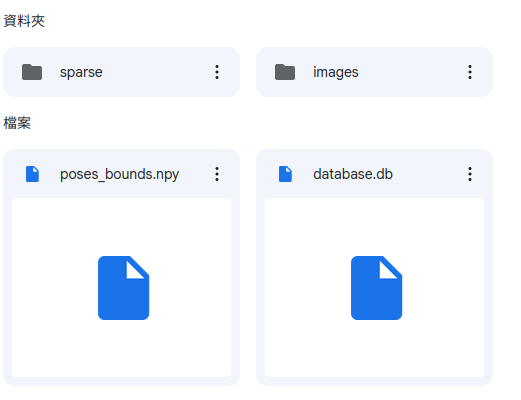 資料夾
sparse
images
檔案
poses_bounds.npy
database.db